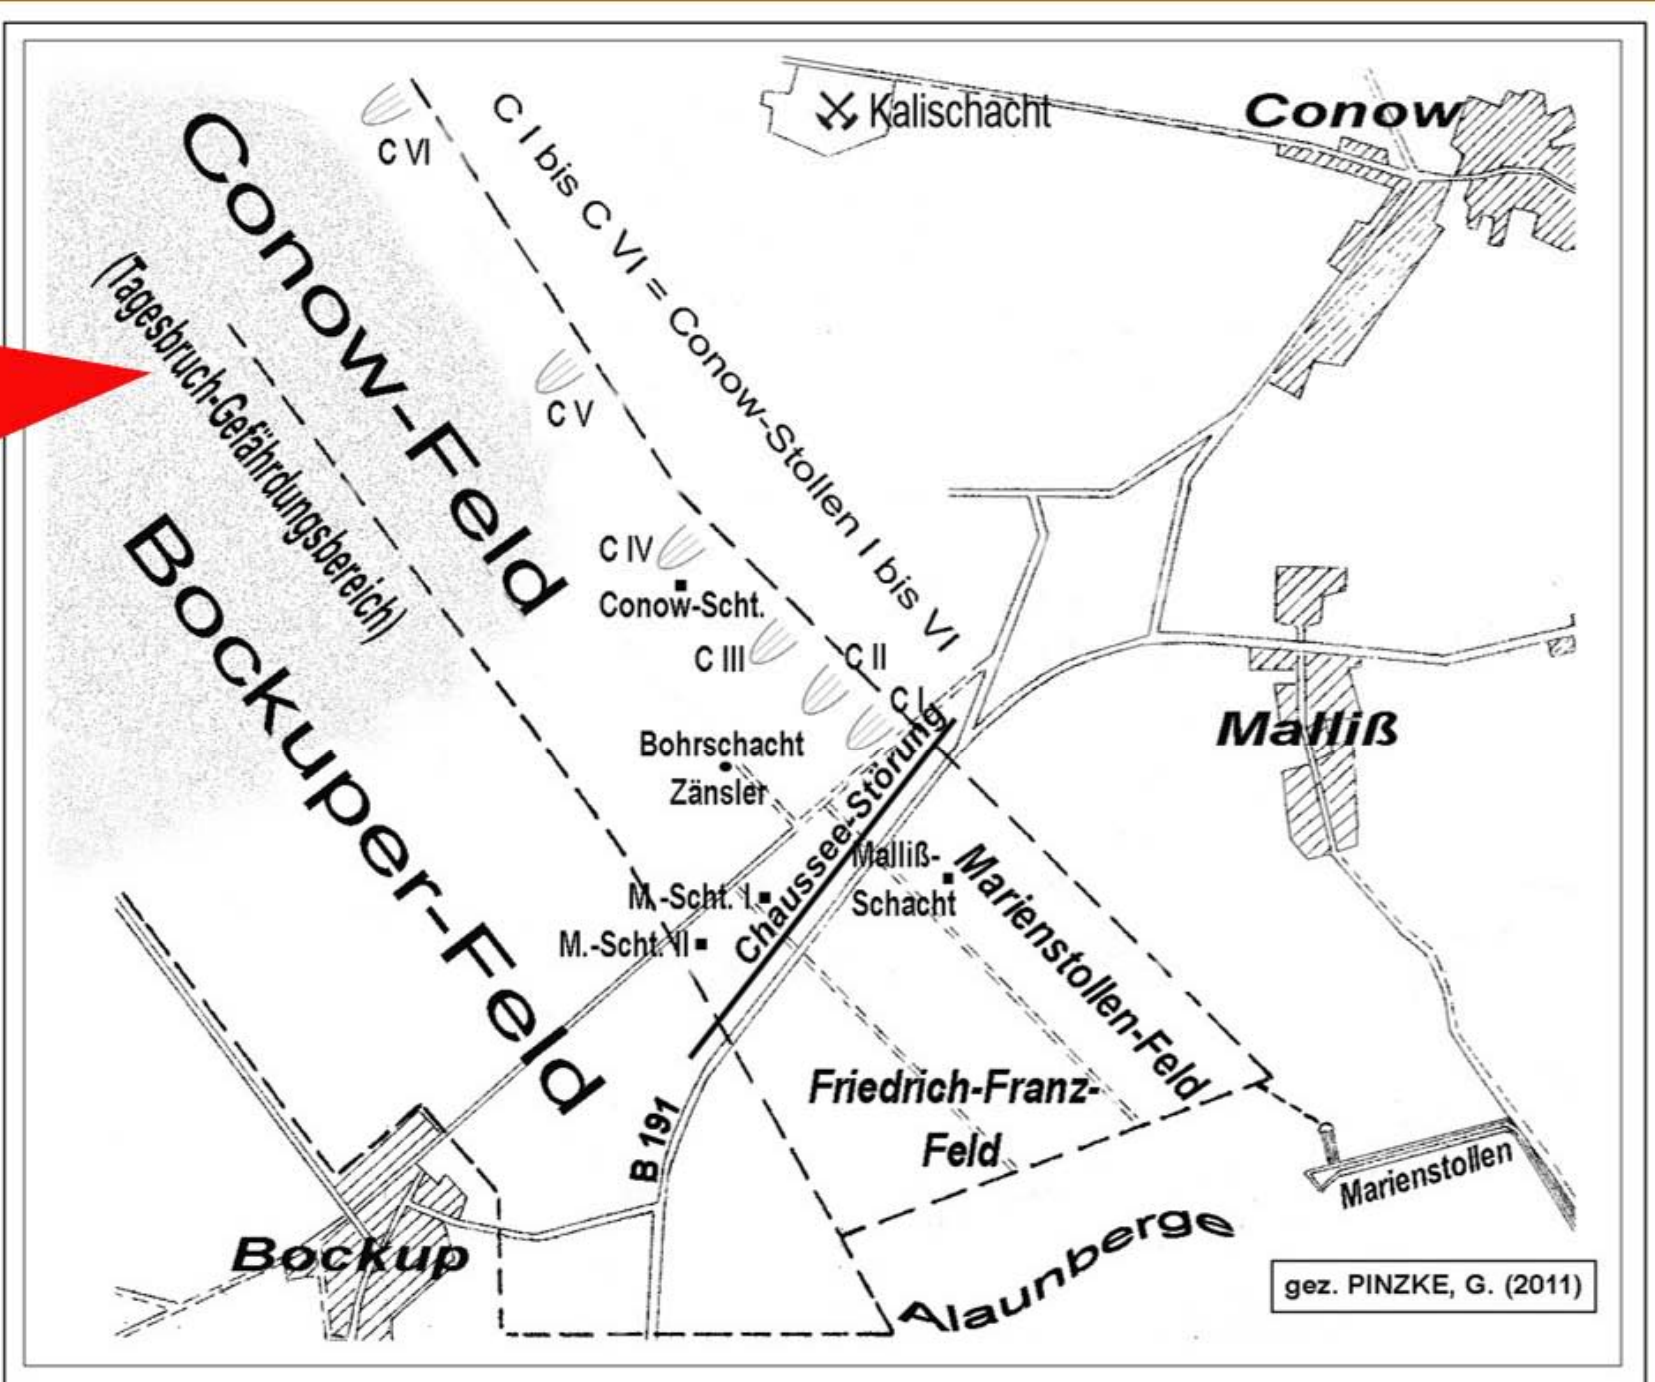 Conow
Kalischacht
C VI
C I bis C VI = Conow-Stollen I bis VI
Conow-Feld
(Tagesbruch-Gefährdungsbereich)
C V
Bockuper-Feld
C IV
Conow-Scht.
C III
C II
C I
Malliß
Bohrschacht
Zänsler
Chaussee-Störung
Malliß-
Schacht
M.-Scht. I
M.-Scht. II
Marienstollen-Feld
Friedrich-Franz-
Feld
B 191
Marienstollen
Bockup
Alaunberge
gez. PINZKE, G. (2011)